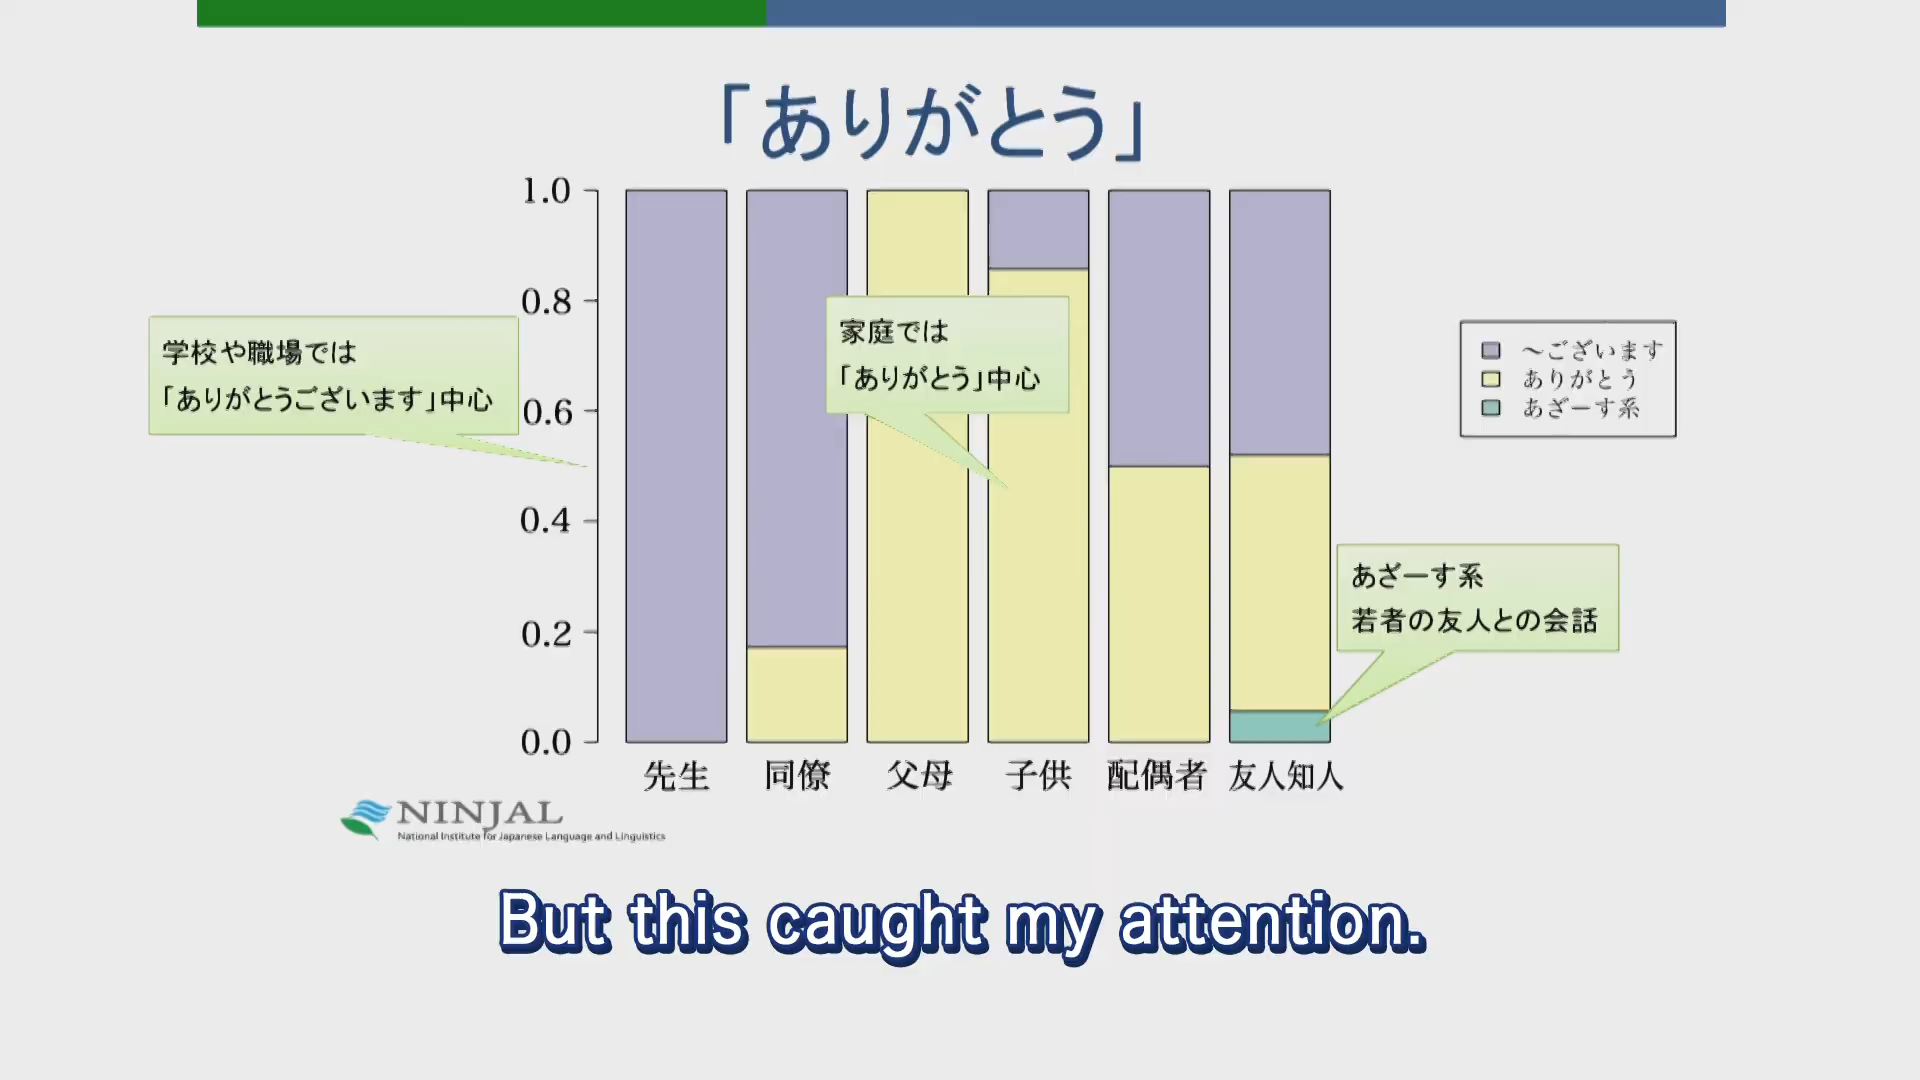 「ありがとう」
1.0
0.8
0.6
0.4
0.2
0.0
学校や職場では
「ありがとうございます」中心
家庭では
「ありがとう」中心
～ございます
ありがとう
あざーす系
あざーす系
若者の友人との会話
先生 同僚 父母 子供 配偶者 友人知人
NINJAL
National Institute for Japanese Language and Linguistics
But this caught my attention.